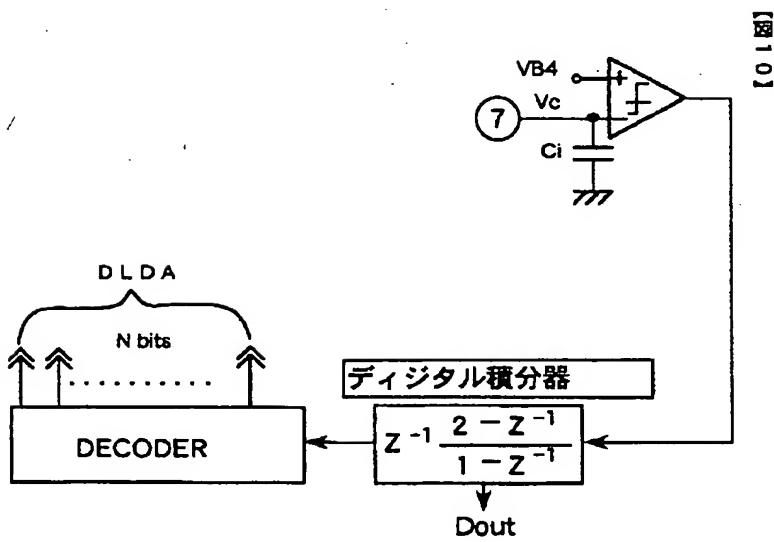 【図10】
VB4
+
Vc
7
Ci
DLDA
N bits
ディジタル積分器
DECODER
Z⁻¹ (2 − Z⁻¹) / (1 − Z⁻¹)
Dout